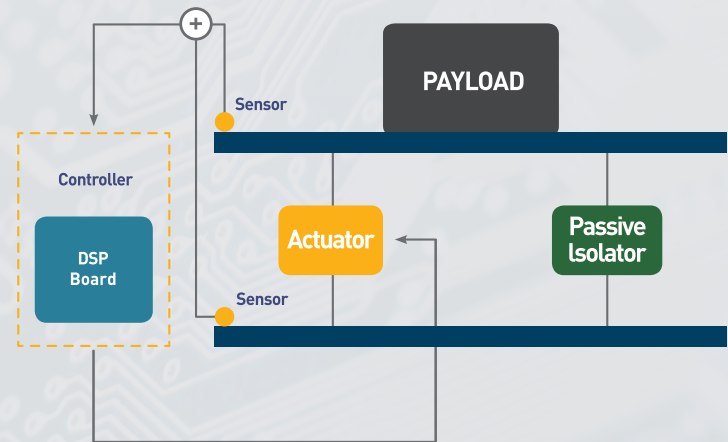 +
PAYLOAD
Sensor
Controller
DSP
Board
Actuator
Passive
Isolator
Sensor